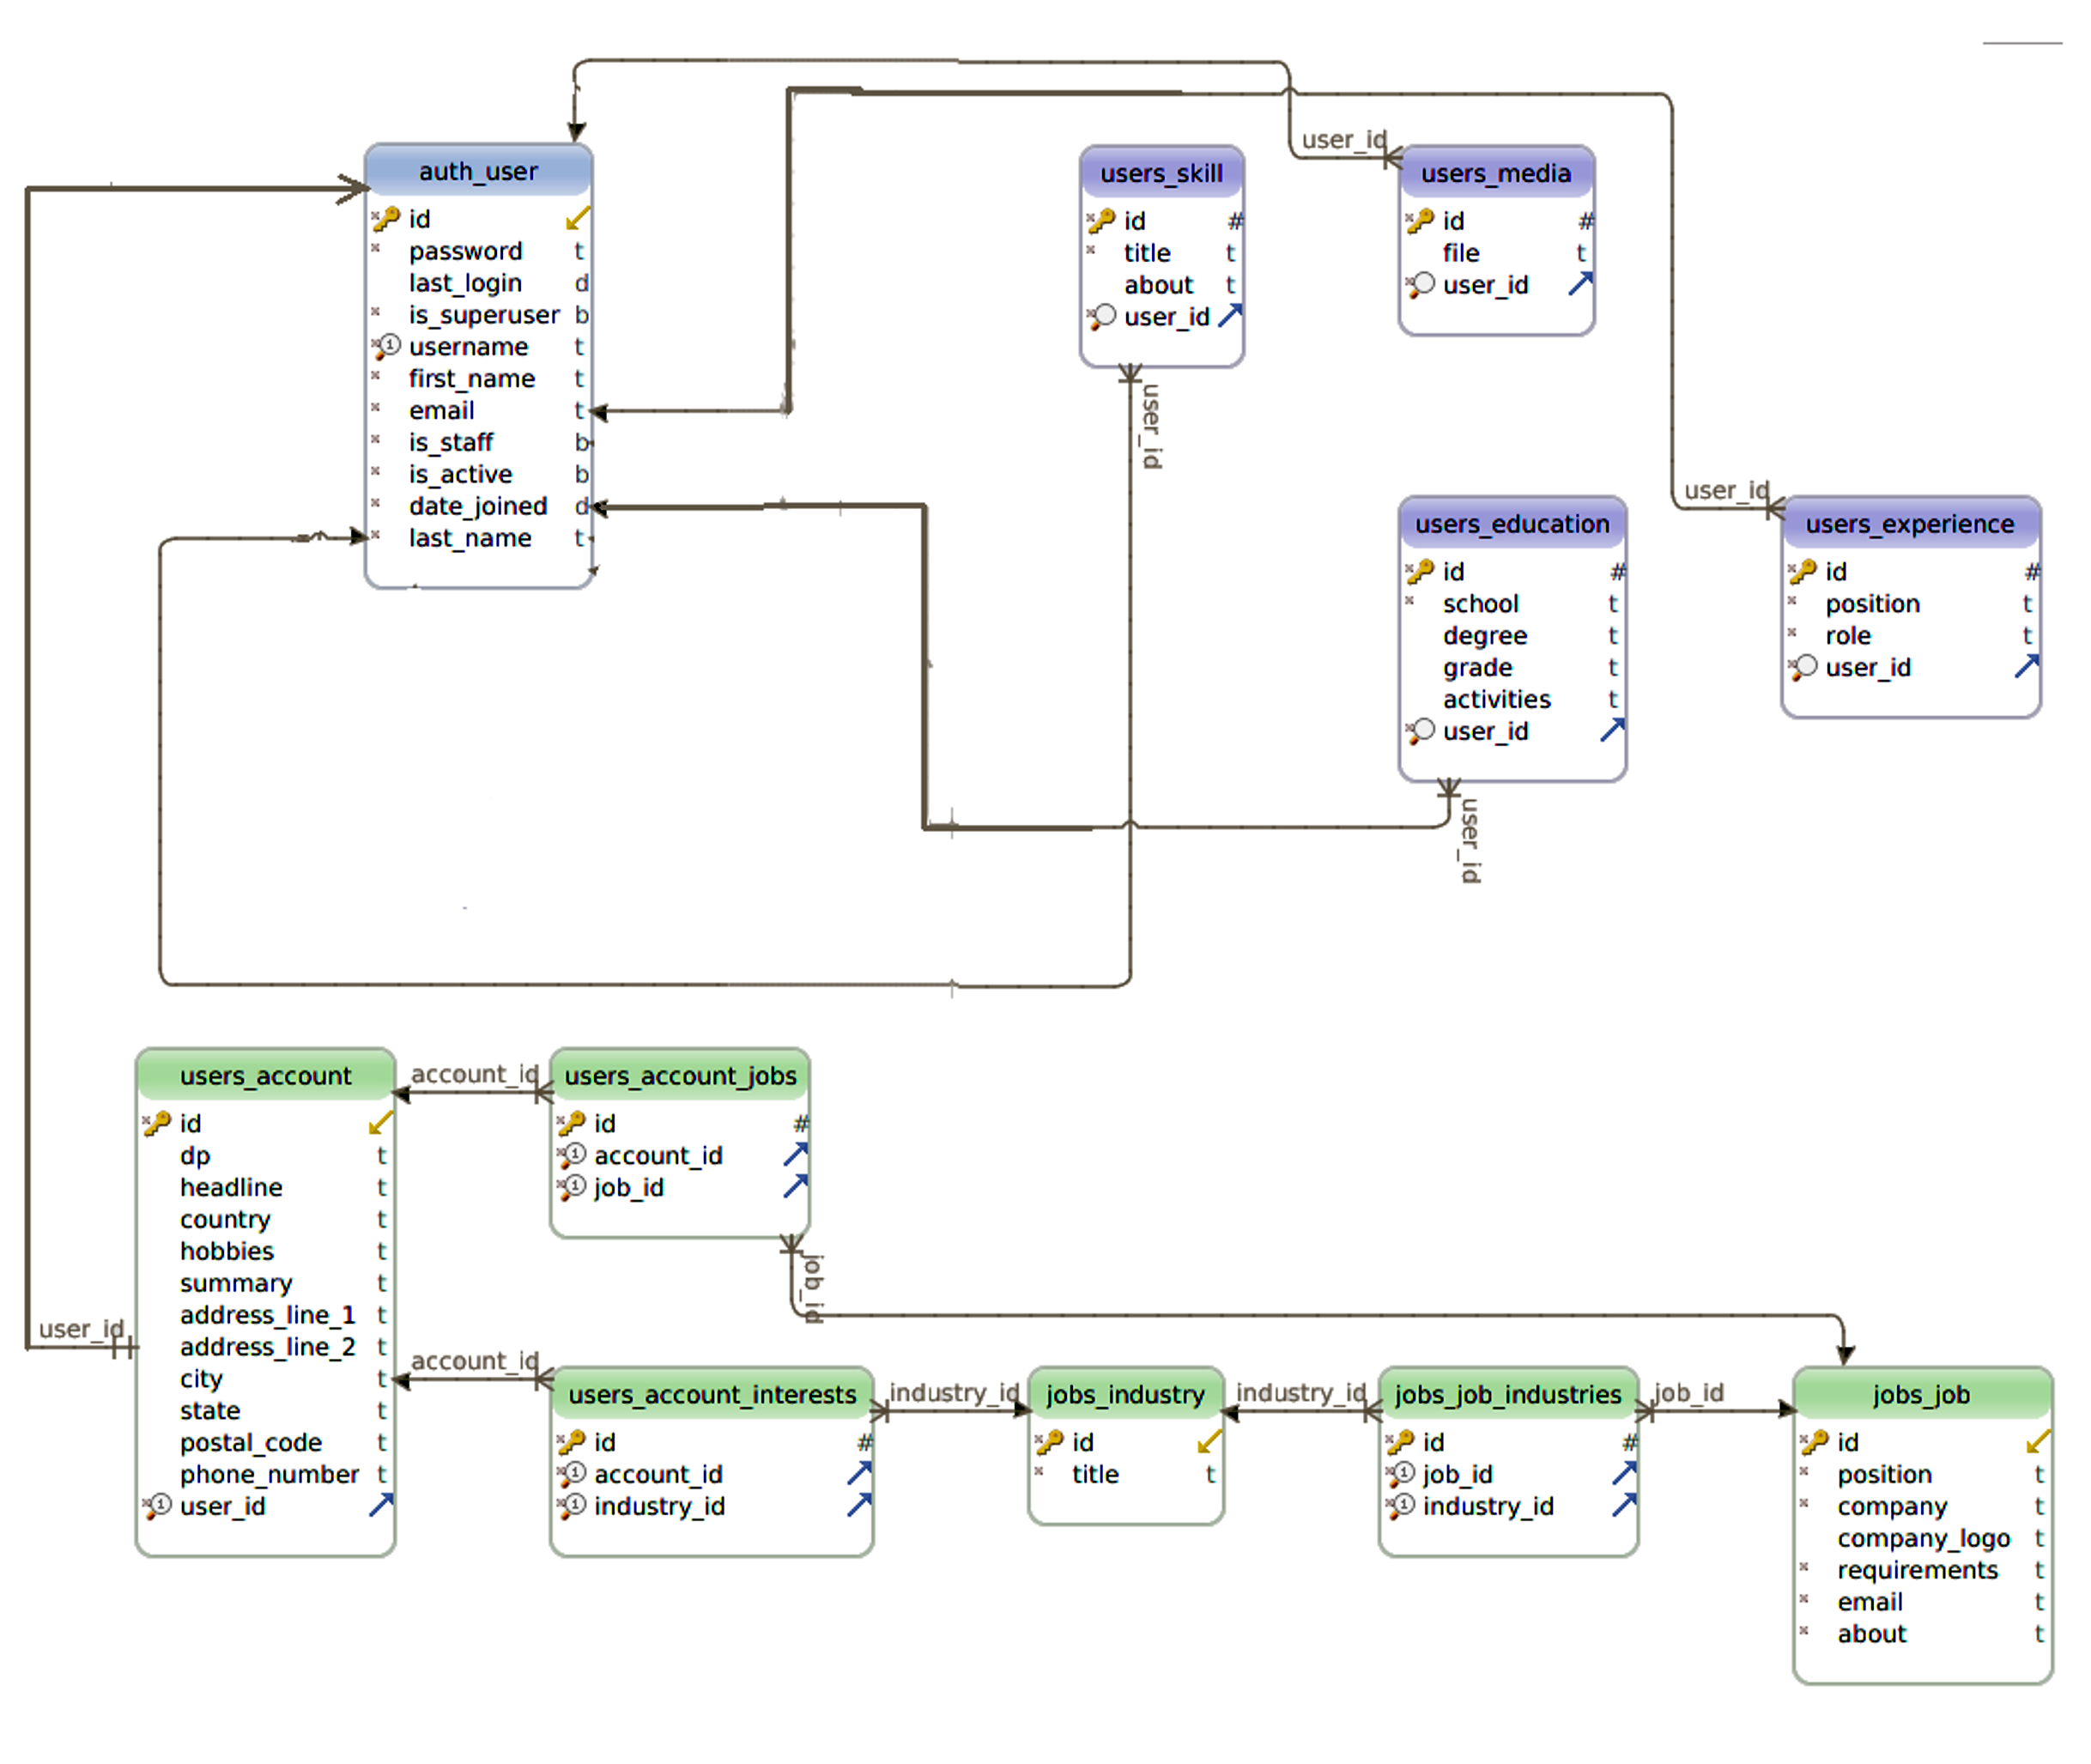 auth_user
id
password t
last_login d
is_superuser b
username t
first_name t
email t
is_staff b
is_active b
date_joined d
last_name t
users_skill
id #
title t
about t
user_id
user_id
user_id
users_media
id #
file t
user_id
users_education
id #
school t
degree t
grade t
activities t
user_id
user_id
user_id
users_experience
id #
position t
role t
user_id
users_account
id
dp t
headline t
country t
hobbies t
summary t
address_line_1 t
address_line_2 t
city t
state t
postal_code t
phone_number t
user_id
user_id
account_id
users_account_jobs
id #
account_id
job_id
job_id
account_id
users_account_interests
id #
account_id
industry_id
industry_id
jobs_industry
id
title t
industry_id
jobs_job_industries
id #
job_id
industry_id
job_id
jobs_job
id
position t
company t
company_logo t
requirements t
email t
about t